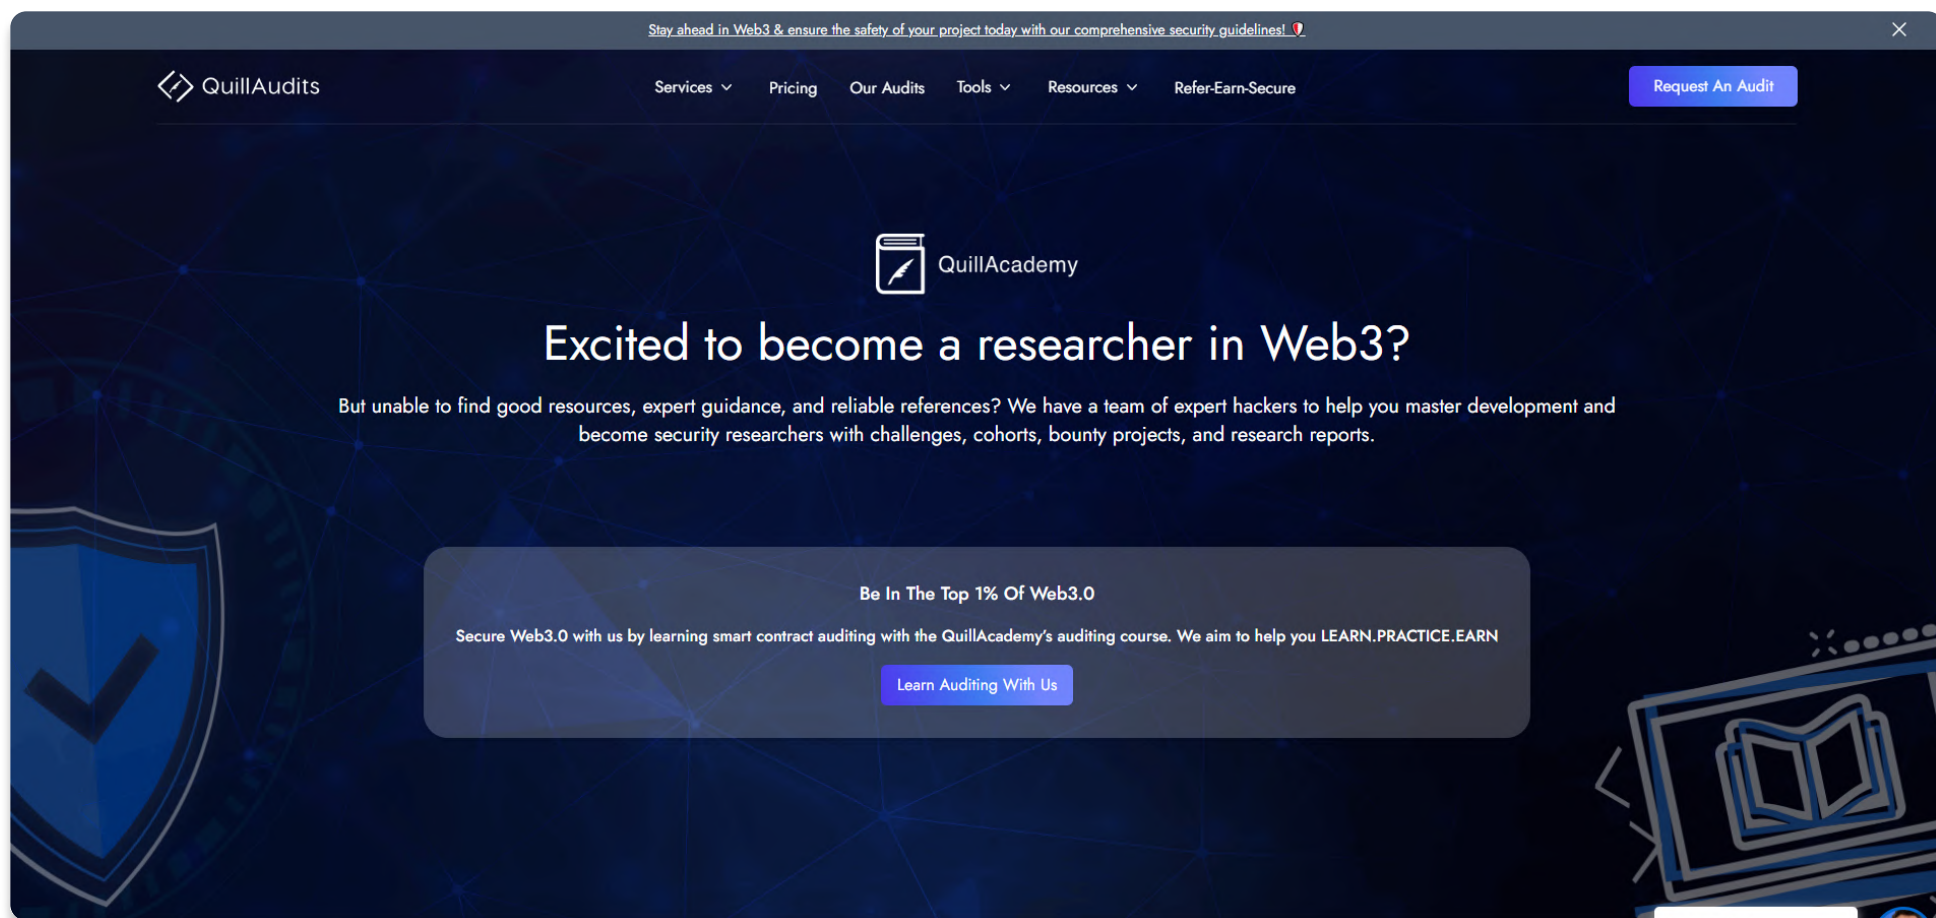 Stay ahead in Web3 & ensure the safety of your project today with our comprehensive security guidelines!
QuillAudits
Services
Pricing
Our Audits
Tools
Resources
Refer-Earn-Secure
Request An Audit
QuillAcademy
Excited to become a researcher in Web3?
But unable to find good resources, expert guidance, and reliable references? We have a team of expert hackers to help you master development and
become security researchers with challenges, cohorts, bounty projects, and research reports.
Be In The Top 1% Of Web3.0
Secure Web3.0 with us by learning smart contract auditing with the QuillAcademy's auditing course. We aim to help you LEARN.PRACTICE.EARN
Learn Auditing With Us